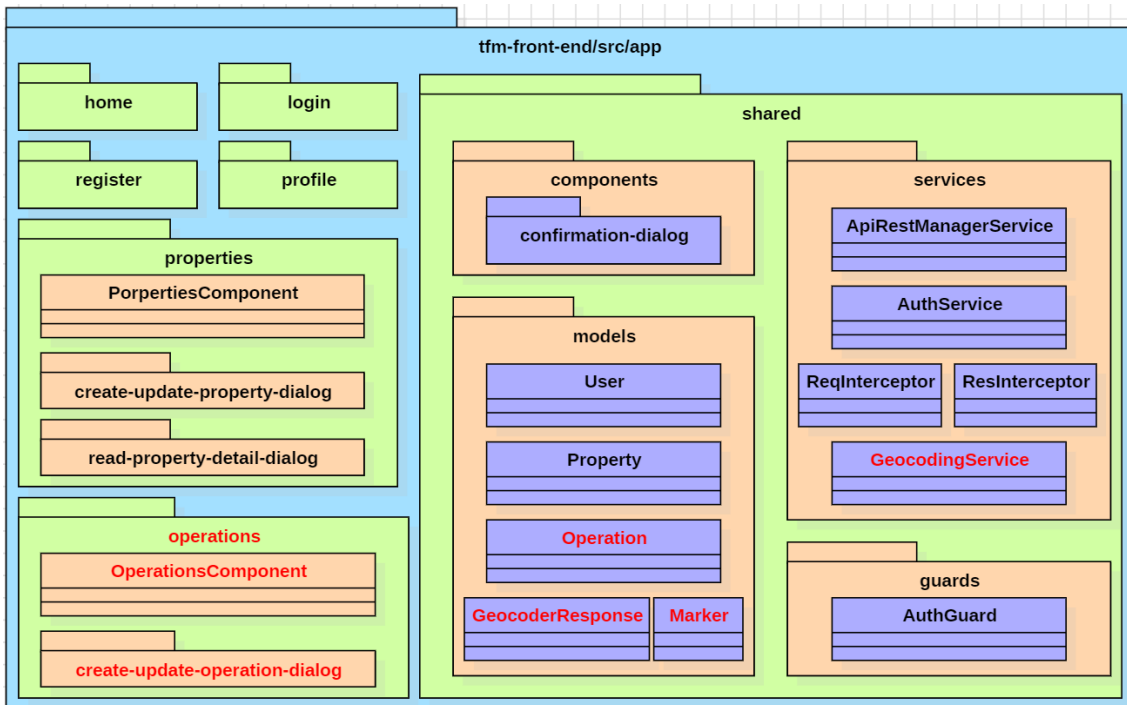 tfm-front-end/src/app
home
login
register
profile
properties
PorpertiesComponent
create-update-property-dialog
read-property-detail-dialog
operations
OperationsComponent
create-update-operation-dialog
shared
components
confirmation-dialog
models
User
Property
Operation
GeocoderResponse
Marker
services
ApiRestManagerService
AuthService
ReqInterceptor
ResInterceptor
GeocodingService
guards
AuthGuard